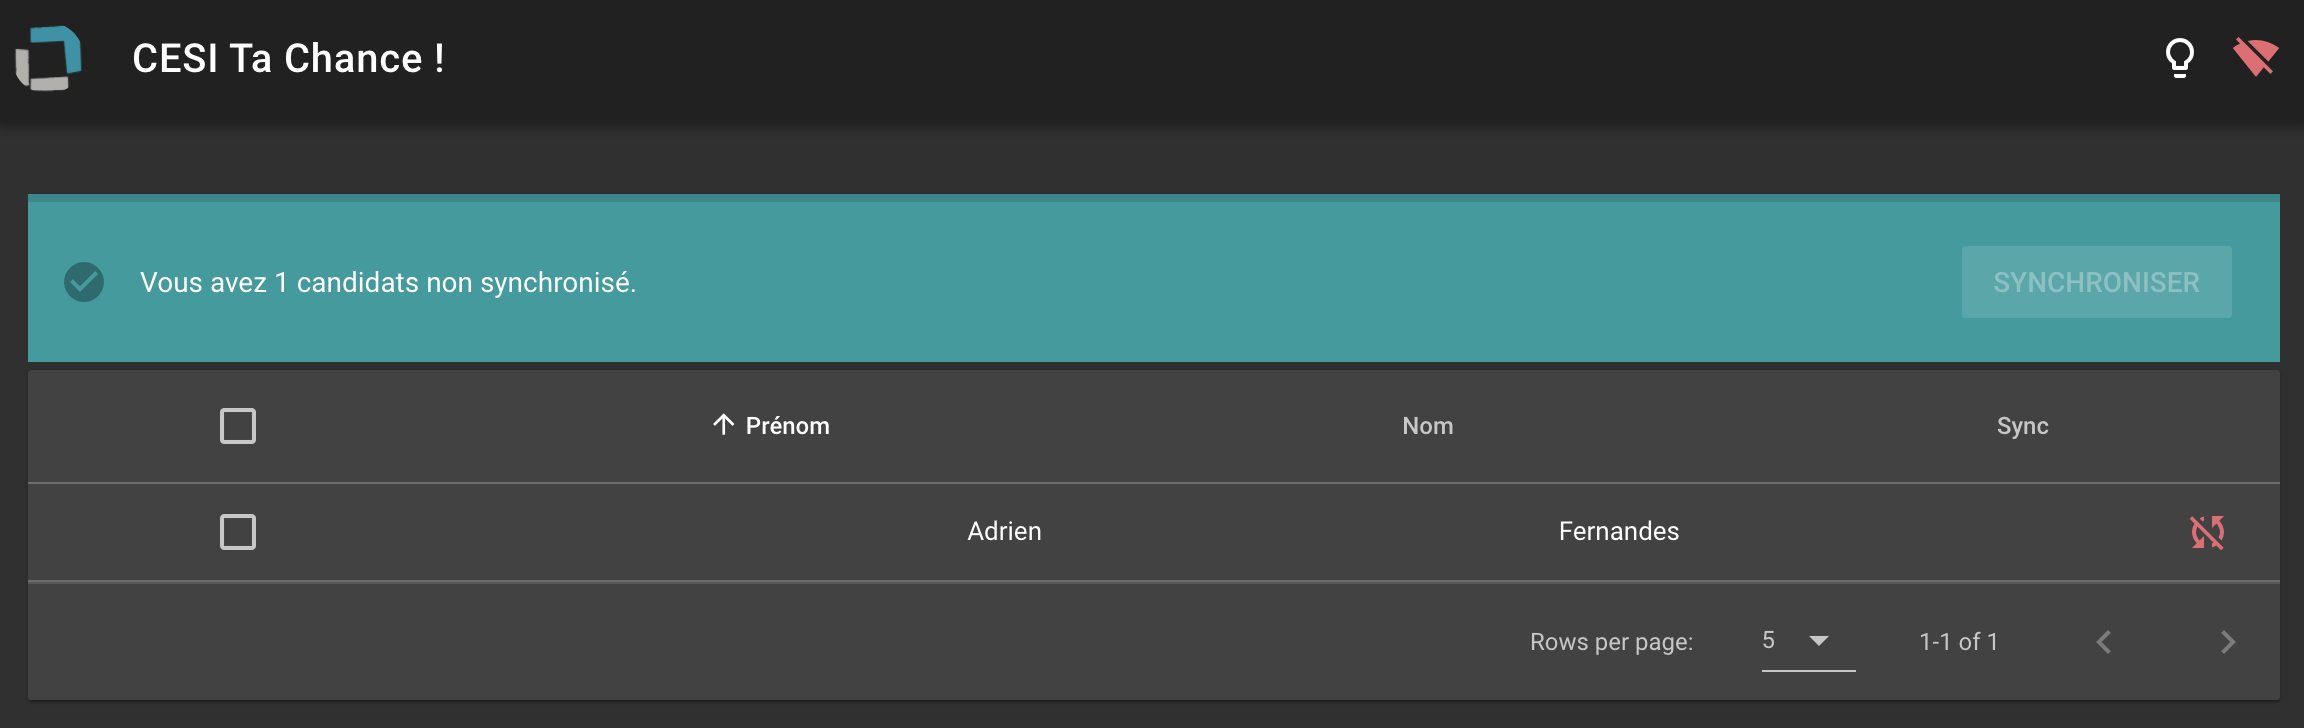 CESI Ta Chance !
Vous avez 1 candidats non synchronisé.
SYNCHRONISER
Prénom Nom Sync
Adrien Fernandes
Rows per page: 5 1-1 of 1